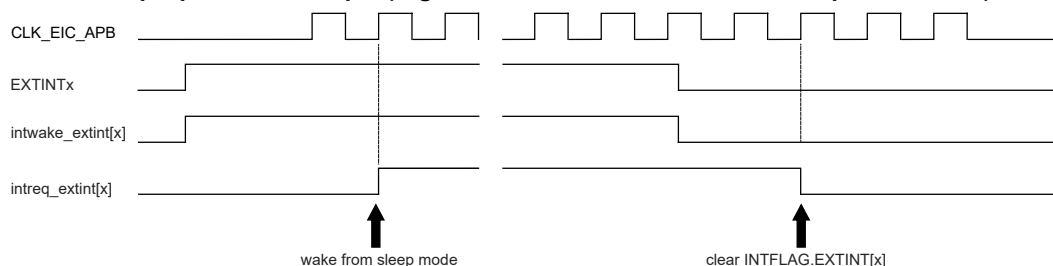 CLK_EIC_APB
EXTINTx
intwake_extint[x]
intreq_extint[x]
wake from sleep mode
clear INTFLAG.EXTINT[x]